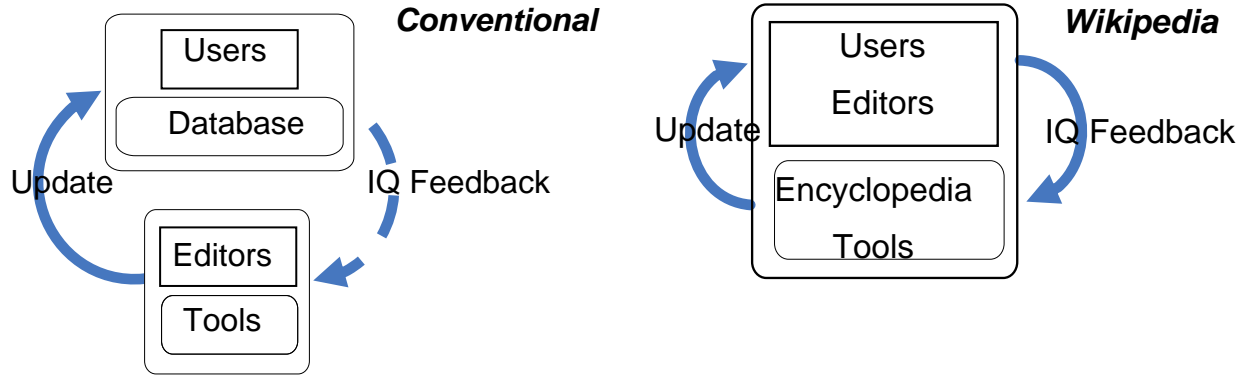 Conventional
Users
Database
Update
IQ Feedback
Editors
Tools
Wikipedia
Users
Editors
Update
IQ Feedback
Encyclopedia
Tools